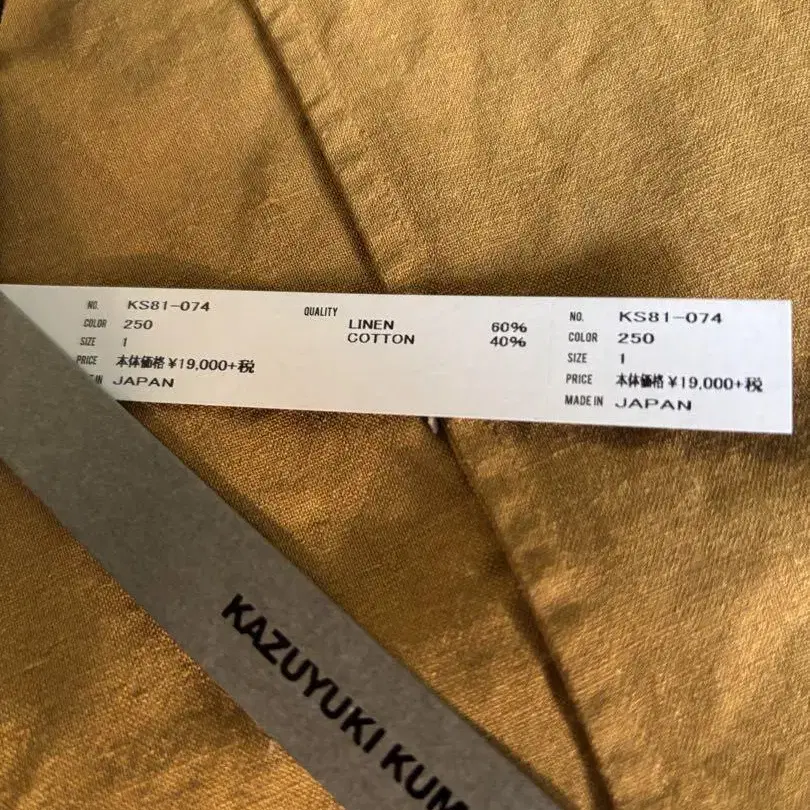 NO. KS81-074
COLOR 250
SIZE 1
PRICE 本体価格¥19,000+税
IN JAPAN
QUALITY
LINEN 60%
COTTON 40%
NO. KS81-074
COLOR 250
SIZE 1
PRICE 本体価格¥19,000+税
MADE IN JAPAN
KAZUYUKI KUM